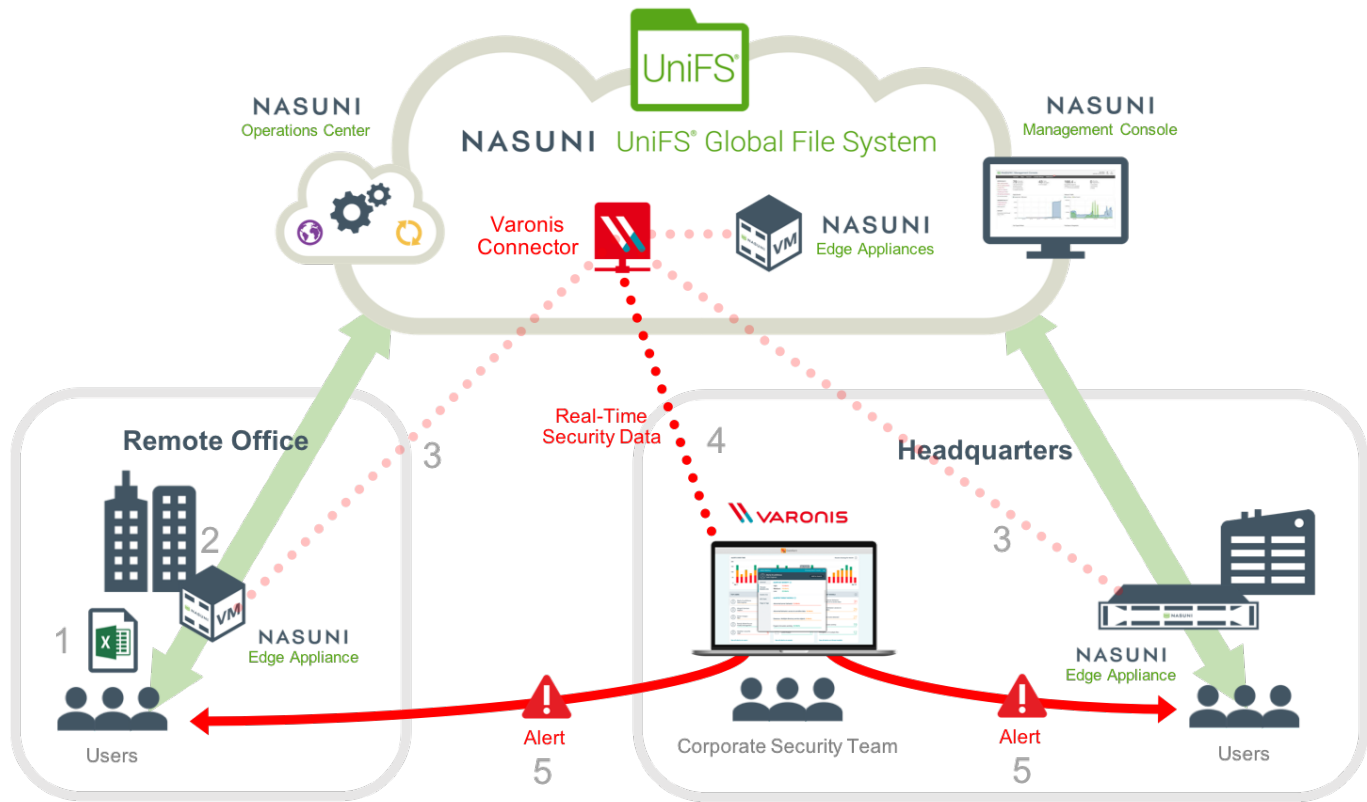 UniFS®
NASUNI
Operations Center
NASUNI
Management Console
NASUNI UniFS® Global File System
Varonis
Connector
VM
NASUNI
Edge Appliances
Real-Time
Security Data
3
4
3
Remote Office
Headquarters
2
VARONIS
VM
NASUNI
1
X
NASUNI
Edge Appliance
NASUNI
Edge Appliance
Alert
5
Alert
5
Users
Corporate Security Team
Users